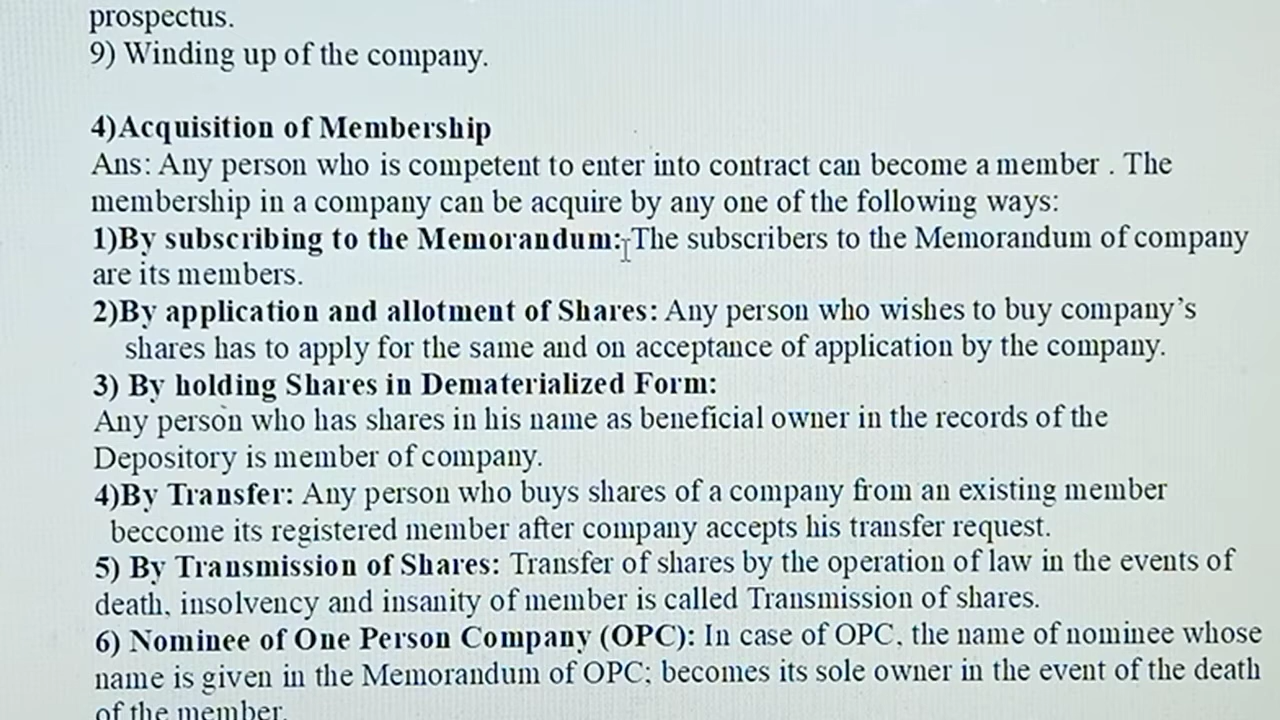 prospectus.
9) Winding up of the company.
4)Acquisition of Membership
Ans: Any person who is competent to enter into contract can become a member . The
membership in a company can be acquire by any one of the following ways:
1)By subscribing to the Memorandum: The subscribers to the Memorandum of company
are its members.
2)By application and allotment of Shares: Any person who wishes to buy company’s
shares has to apply for the same and on acceptance of application by the company.
3) By holding Shares in Dematerialized Form:
Any person who has shares in his name as beneficial owner in the records of the
Depository is member of company.
4)By Transfer: Any person who buys shares of a company from an existing member
beccome its registered member after company accepts his transfer request.
5) By Transmission of Shares: Transfer of shares by the operation of law in the events of
death, insolvency and insanity of member is called Transmission of shares.
6) Nominee of One Person Company (OPC): In case of OPC, the name of nominee whose
name is given in the Memorandum of OPC; becomes its sole owner in the event of the death
of the member.